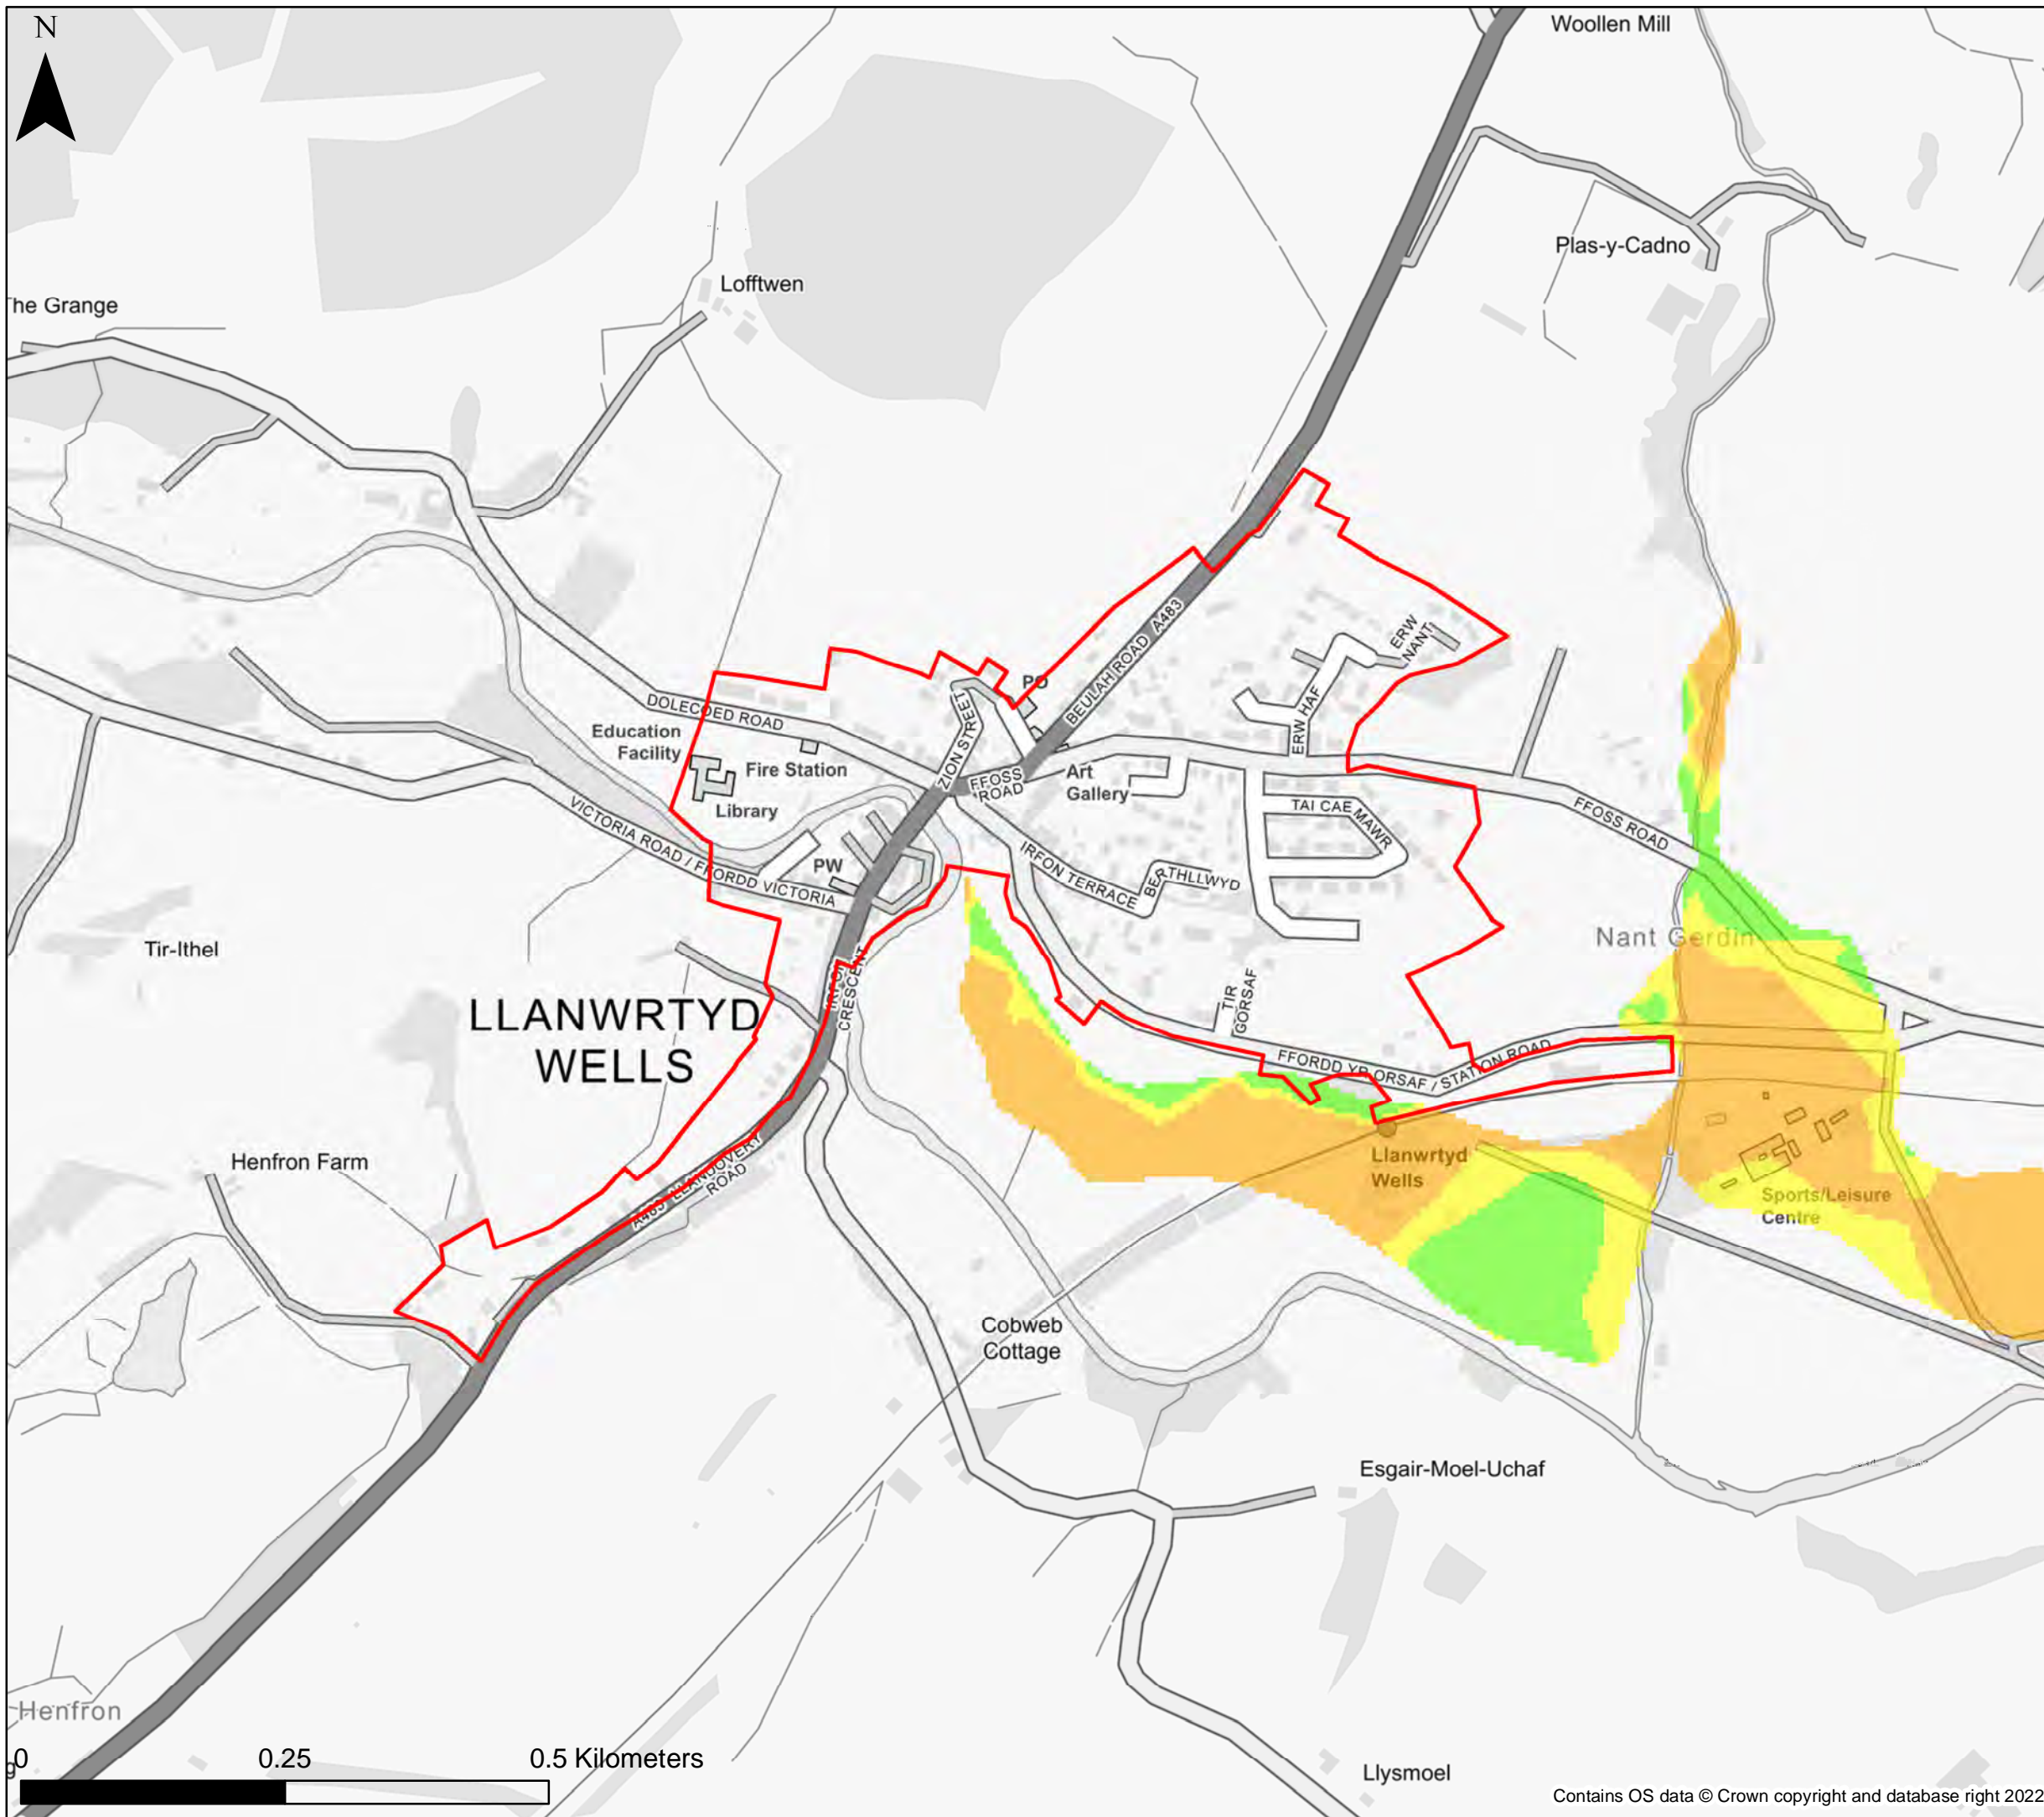 N
Woollen Mill
Plas-y-Cadno
Lofftwen
he Grange
ERW
NANT
BEULAH ROAD A483
PO
ERW HAF
DOLECOED ROAD
ZION STREET
Education
Facility
Fire Station
Library
FFOSS
ROAD
Art
Gallery
TAI CAE MAWR
FFOSS ROAD
VICTORIA ROAD / FFORDD VICTORIA
PW
IRFON TERRACE
BERTHLLWYD
Nant Gerdin
Tir-Ithel
IRFON
CRESCENT
TIR
GORSAF
LLANWRTYD
WELLS
FFORDD YR ORSAF / STATION ROAD
Henfron Farm
A483 LLANDOVERY
ROAD
Llanwrtyd
Wells
Sports/Leisure
Centre
Cobweb
Cottage
Esgair-Moel-Uchaf
Henfron
Llysmoel
0 0.25 0.5 Kilometers
Contains OS data © Crown copyright and database right 2022